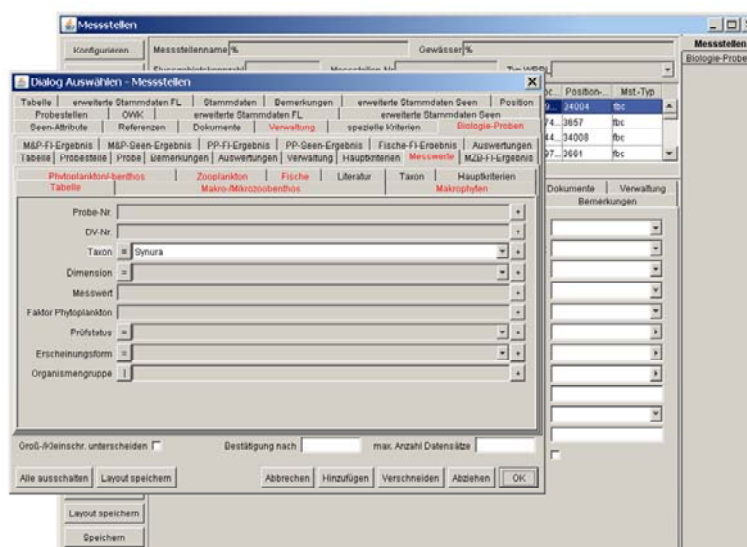 Messstellen
Konfigurieren
Messstellenname %
Gewässer %
Messstellen
Biologie-Probe
Position-... Mst.-Typ
34004 fbc
3657 fbc
34008 fbc
3661 fbc
Dokumente Verwaltung
Bemerkungen
Dialog Auswählen - Messstellen
Tabelle erweiterte Stammdaten FL Stammdaten Bemerkungen erweiterte Stammdaten Seen Position
Probestellen OWK erweiterte Stammdaten FL erweiterte Stammdaten Seen
Seen-Attribute Referenzen Dokumente Verwaltung spezielle Kriterien Biologie-Proben
M&P-Fl-Ergebnis M&P-Seen-Ergebnis PP-Fl-Ergebnis PP-Seen-Ergebnis Fische-Fl-Ergebnis Auswertungen
Tabelle Probestelle Probe Bemerkungen Auswertungen Verwaltung Hauptkriterien Messwerte MZB-Fl-Ergebnis
Phytoplankton/-benthos Zooplankton Fische Literatur Taxon Hauptkriterien
Tabelle Makro-/Mikrozoobenthos Makrophyten
Probe-Nr. +
DV-Nr. +
Taxon = Synura +
Dimension = +
Messwert +
Faktor Phytoplankton +
Prüfstatus = +
Erscheinungsform = +
Organismengruppe | +
Groß-/Kleinschr. unterscheiden Bestätigung nach max. Anzahl Datensätze
Alle ausschalten Layout speichern Abbrechen Hinzufügen Verschneiden Abziehen OK
Layout speichern
Speichern